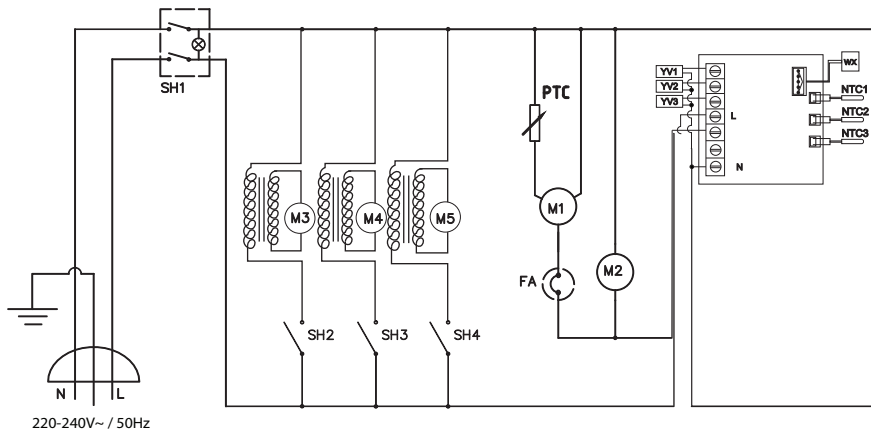 SH1
YV1
YV2
YV3
L
N
WX
NTC1
NTC2
NTC3
PTC
M3
M4
M5
M1
M2
FA
SH2
SH3
SH4
N
L
220-240V~ / 50Hz